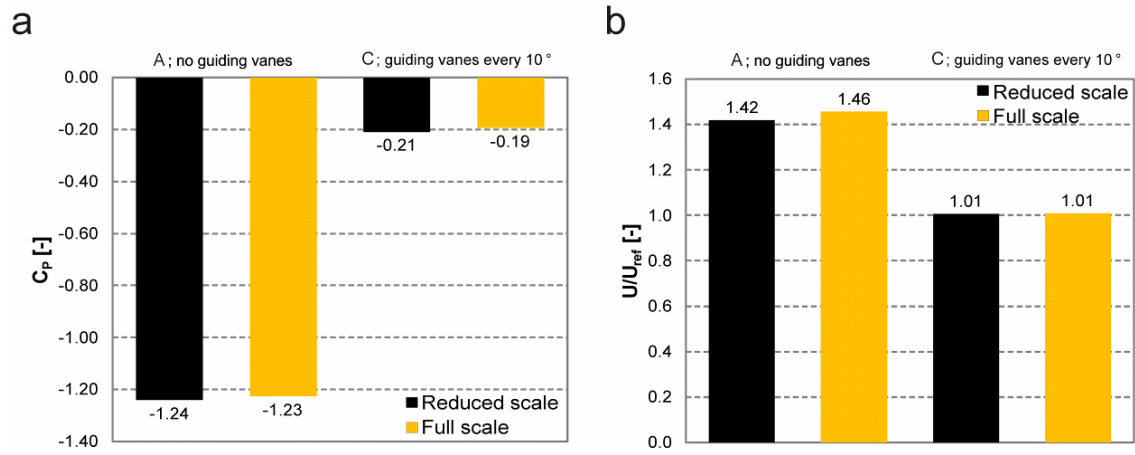 a
A ; no guiding vanes C ; guiding vanes every 10 °
0.00
-0.20
-0.40
-0.60
-0.80
-1.00
-1.20
-1.40
CP [-]
-1.24
-1.23
-0.21
-0.19
Reduced scale
Full scale
b
A ; no guiding vanes C ; guiding vanes every 10 °
1.6
1.4
1.2
1.0
0.8
0.6
0.4
0.2
0.0
U/Uref [-]
1.42
1.46
1.01
1.01
Reduced scale
Full scale